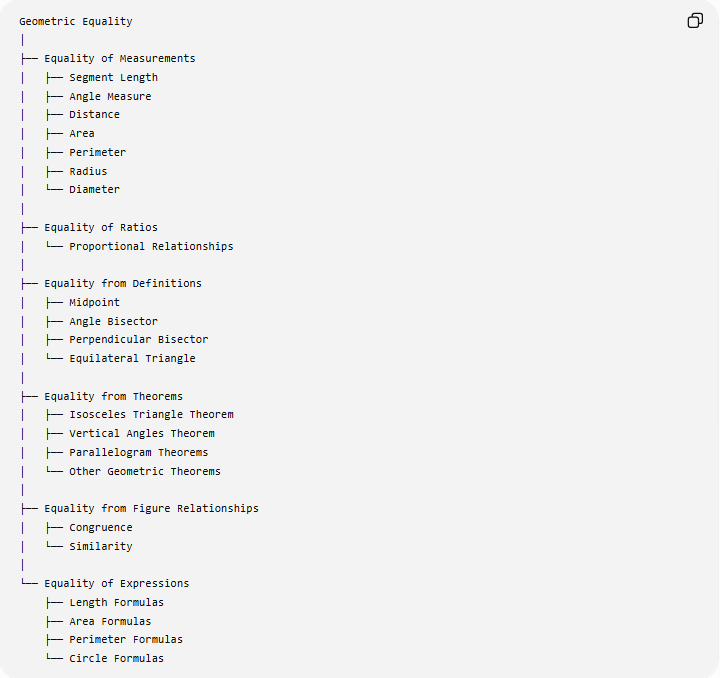 Geometric Equality
│
├── Equality of Measurements
│   ├── Segment Length
│   ├── Angle Measure
│   ├── Distance
│   ├── Area
│   ├── Perimeter
│   ├── Radius
│   └── Diameter
│
├── Equality of Ratios
│   └── Proportional Relationships
│
├── Equality from Definitions
│   ├── Midpoint
│   ├── Angle Bisector
│   ├── Perpendicular Bisector
│   └── Equilateral Triangle
│
├── Equality from Theorems
│   ├── Isosceles Triangle Theorem
│   ├── Vertical Angles Theorem
│   ├── Parallelogram Theorems
│   └── Other Geometric Theorems
│
├── Equality from Figure Relationships
│   ├── Congruence
│   └── Similarity
│
└── Equality of Expressions
    ├── Length Formulas
    ├── Area Formulas
    ├── Perimeter Formulas
    └── Circle Formulas